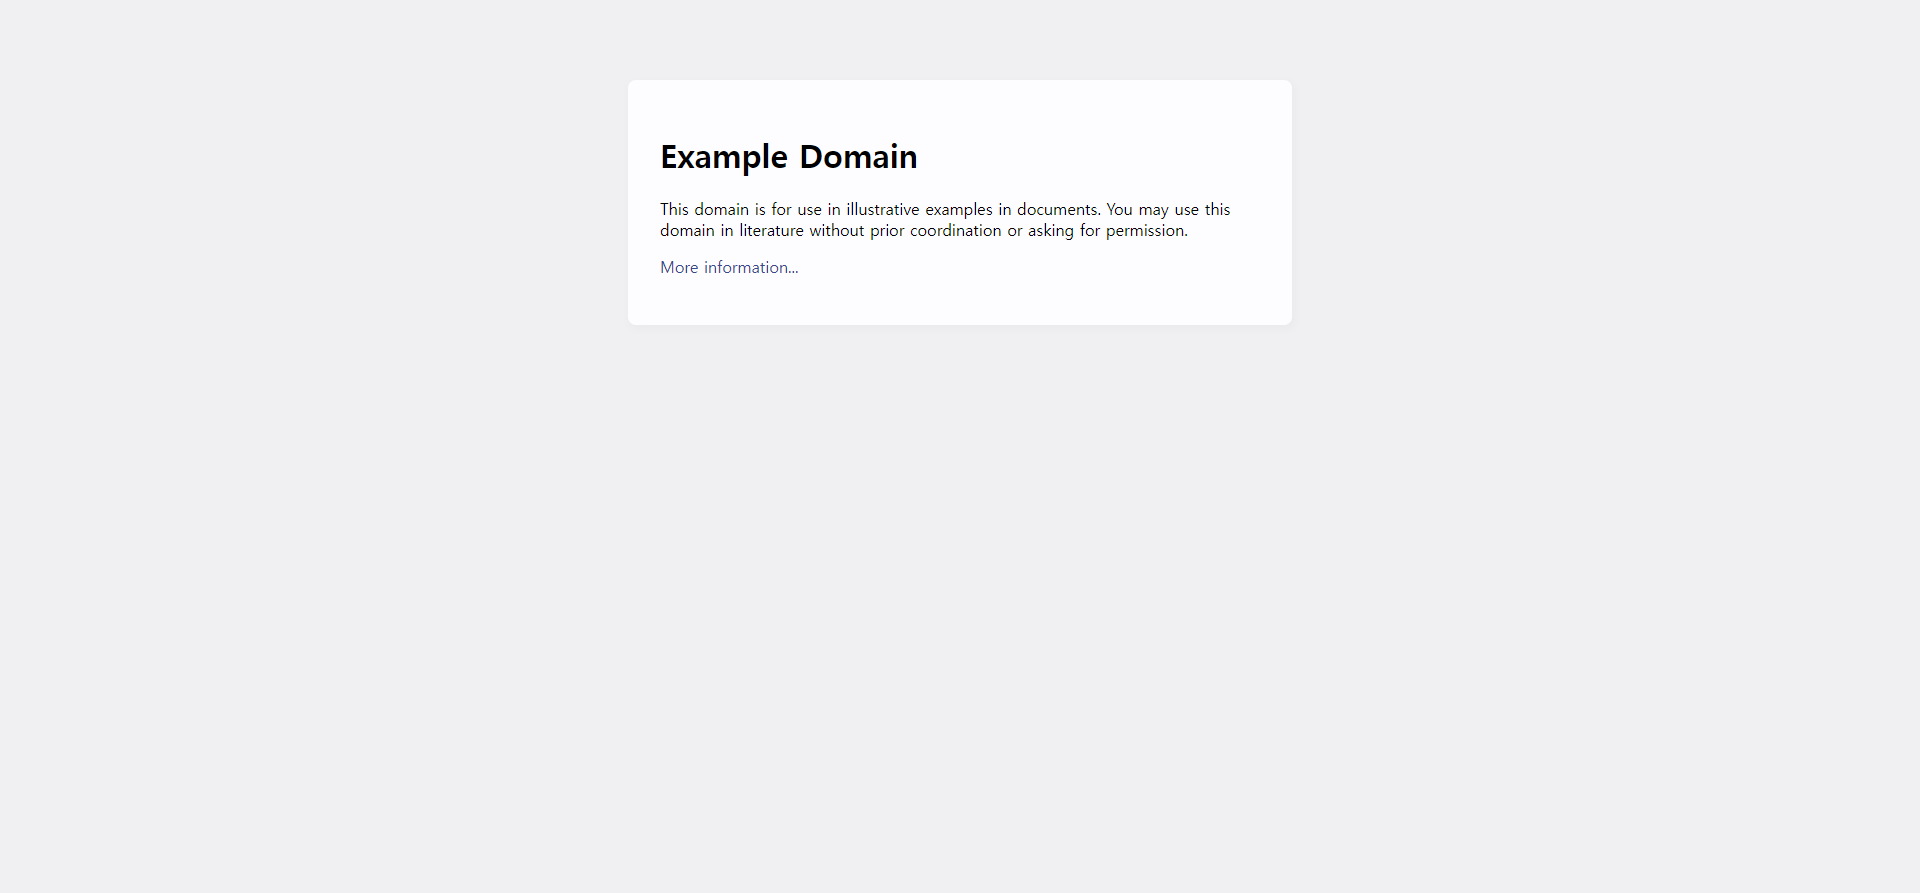 Example Domain
This domain is for use in illustrative examples in documents. You may use this
domain in literature without prior coordination or asking for permission.
More information...